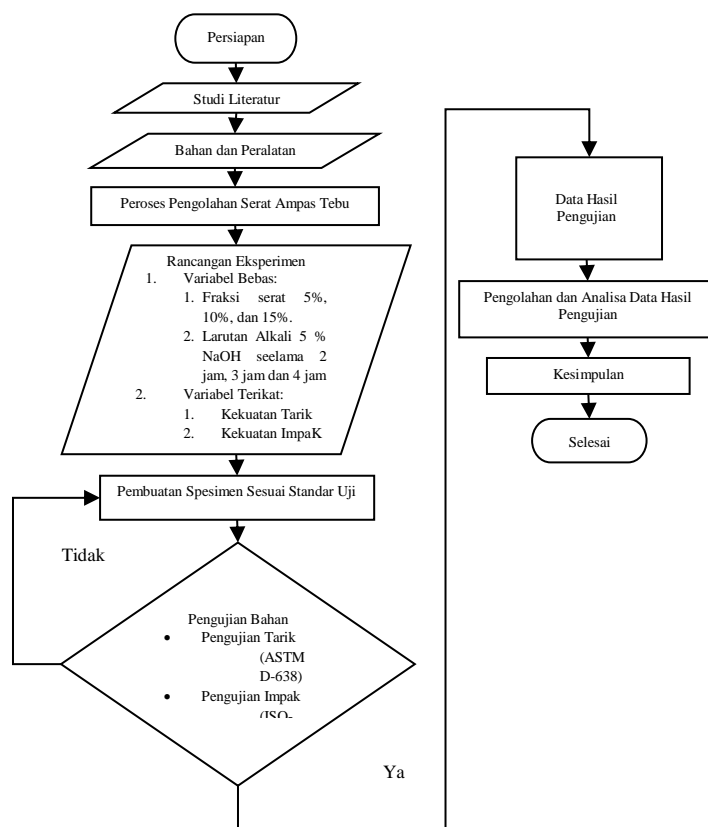 Persiapan
Studi Literatur
Bahan dan Peralatan
Peroses Pengolahan Serat Ampas Tebu
Rancangan Eksperimen
1. Variabel Bebas:
1. Fraksi serat 5%,
10%, dan 15%.
2. Larutan Alkali 5 %
NaOH seelama 2
jam, 3 jam dan 4 jam
2. Variabel Terikat:
1. Kekuatan Tarik
2. Kekuatan ImpaK
Pembuatan Spesimen Sesuai Standar Uji
Tidak
Pengujian Bahan
• Pengujian Tarik
(ASTM
D-638)
• Pengujian Impak
(ISO-
Ya
Data Hasil
Pengujian
Pengolahan dan Analisa Data Hasil
Pengujian
Kesimpulan
Selesai